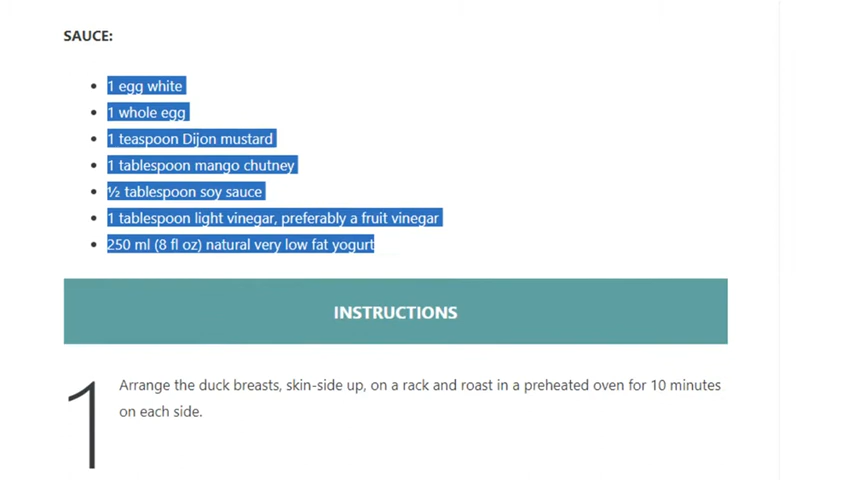 SAUCE:
1 egg white
1 whole egg
1 teaspoon Dijon mustard
1 tablespoon mango chutney
½ tablespoon soy sauce
1 tablespoon light vinegar, preferably a fruit vinegar
250 ml (8 fl oz) natural very low fat yogurt
INSTRUCTIONS
1
Arrange the duck breasts, skin-side up, on a rack and roast in a preheated oven for 10 minutes
on each side.